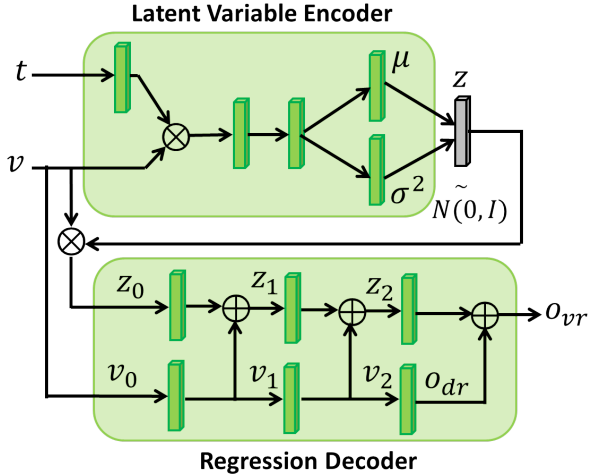 Latent Variable Encoder
t
μ
z
v
σ²
~
N(0, I)
z₀ z₁ z₂
o_vr
v₀ v₁ v₂ o_dr
Regression Decoder